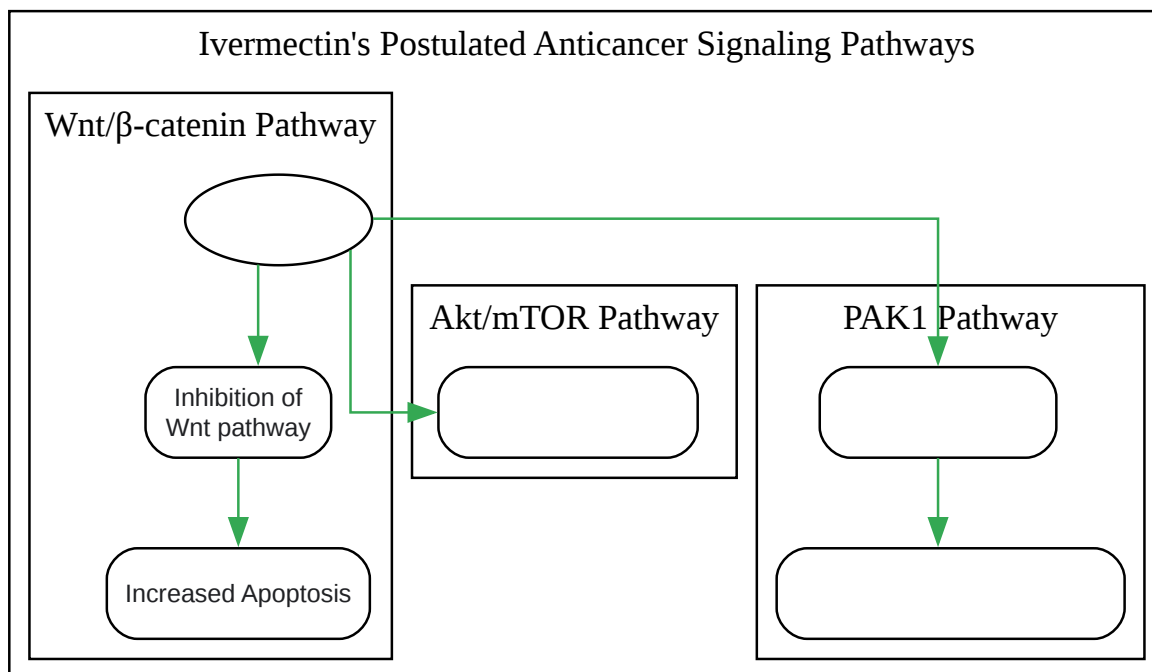 Ivermectin's Postulated Anticancer Signaling Pathways
Wnt/β-catenin Pathway
Akt/mTOR Pathway
PAK1 Pathway
Inhibition of
Wnt pathway
Increased Apoptosis